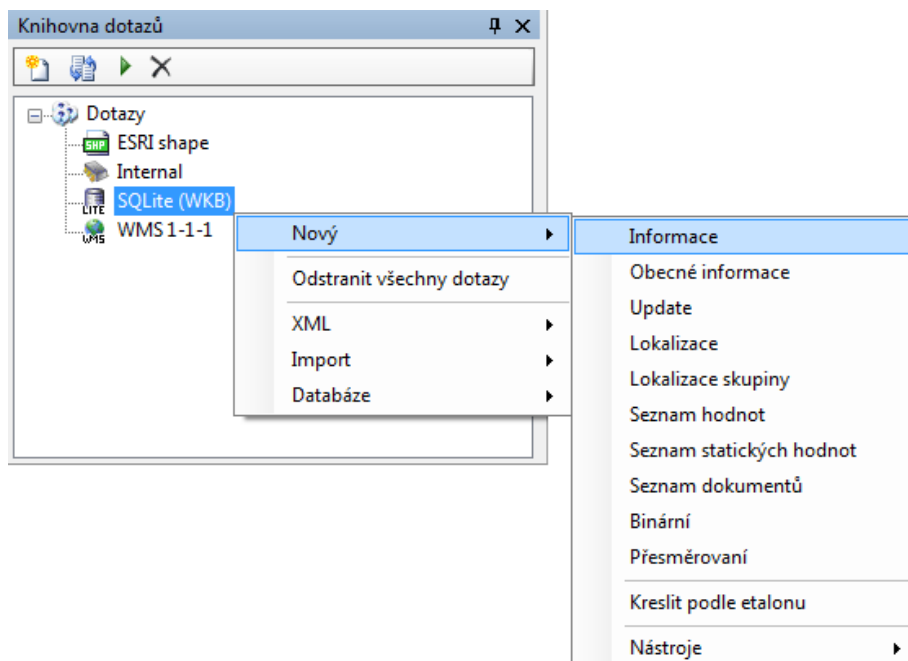 Knihovna dotazů
Dotazy
SHP
ESRI shape
Internal
LITE
SQLite (WKB)
WMS
WMS 1-1-1
Nový
Odstranit všechny dotazy
XML
Import
Databáze
Informace
Obecné informace
Update
Lokalizace
Lokalizace skupiny
Seznam hodnot
Seznam statických hodnot
Seznam dokumentů
Binární
Přesměrovaní
Kreslit podle etalonu
Nástroje